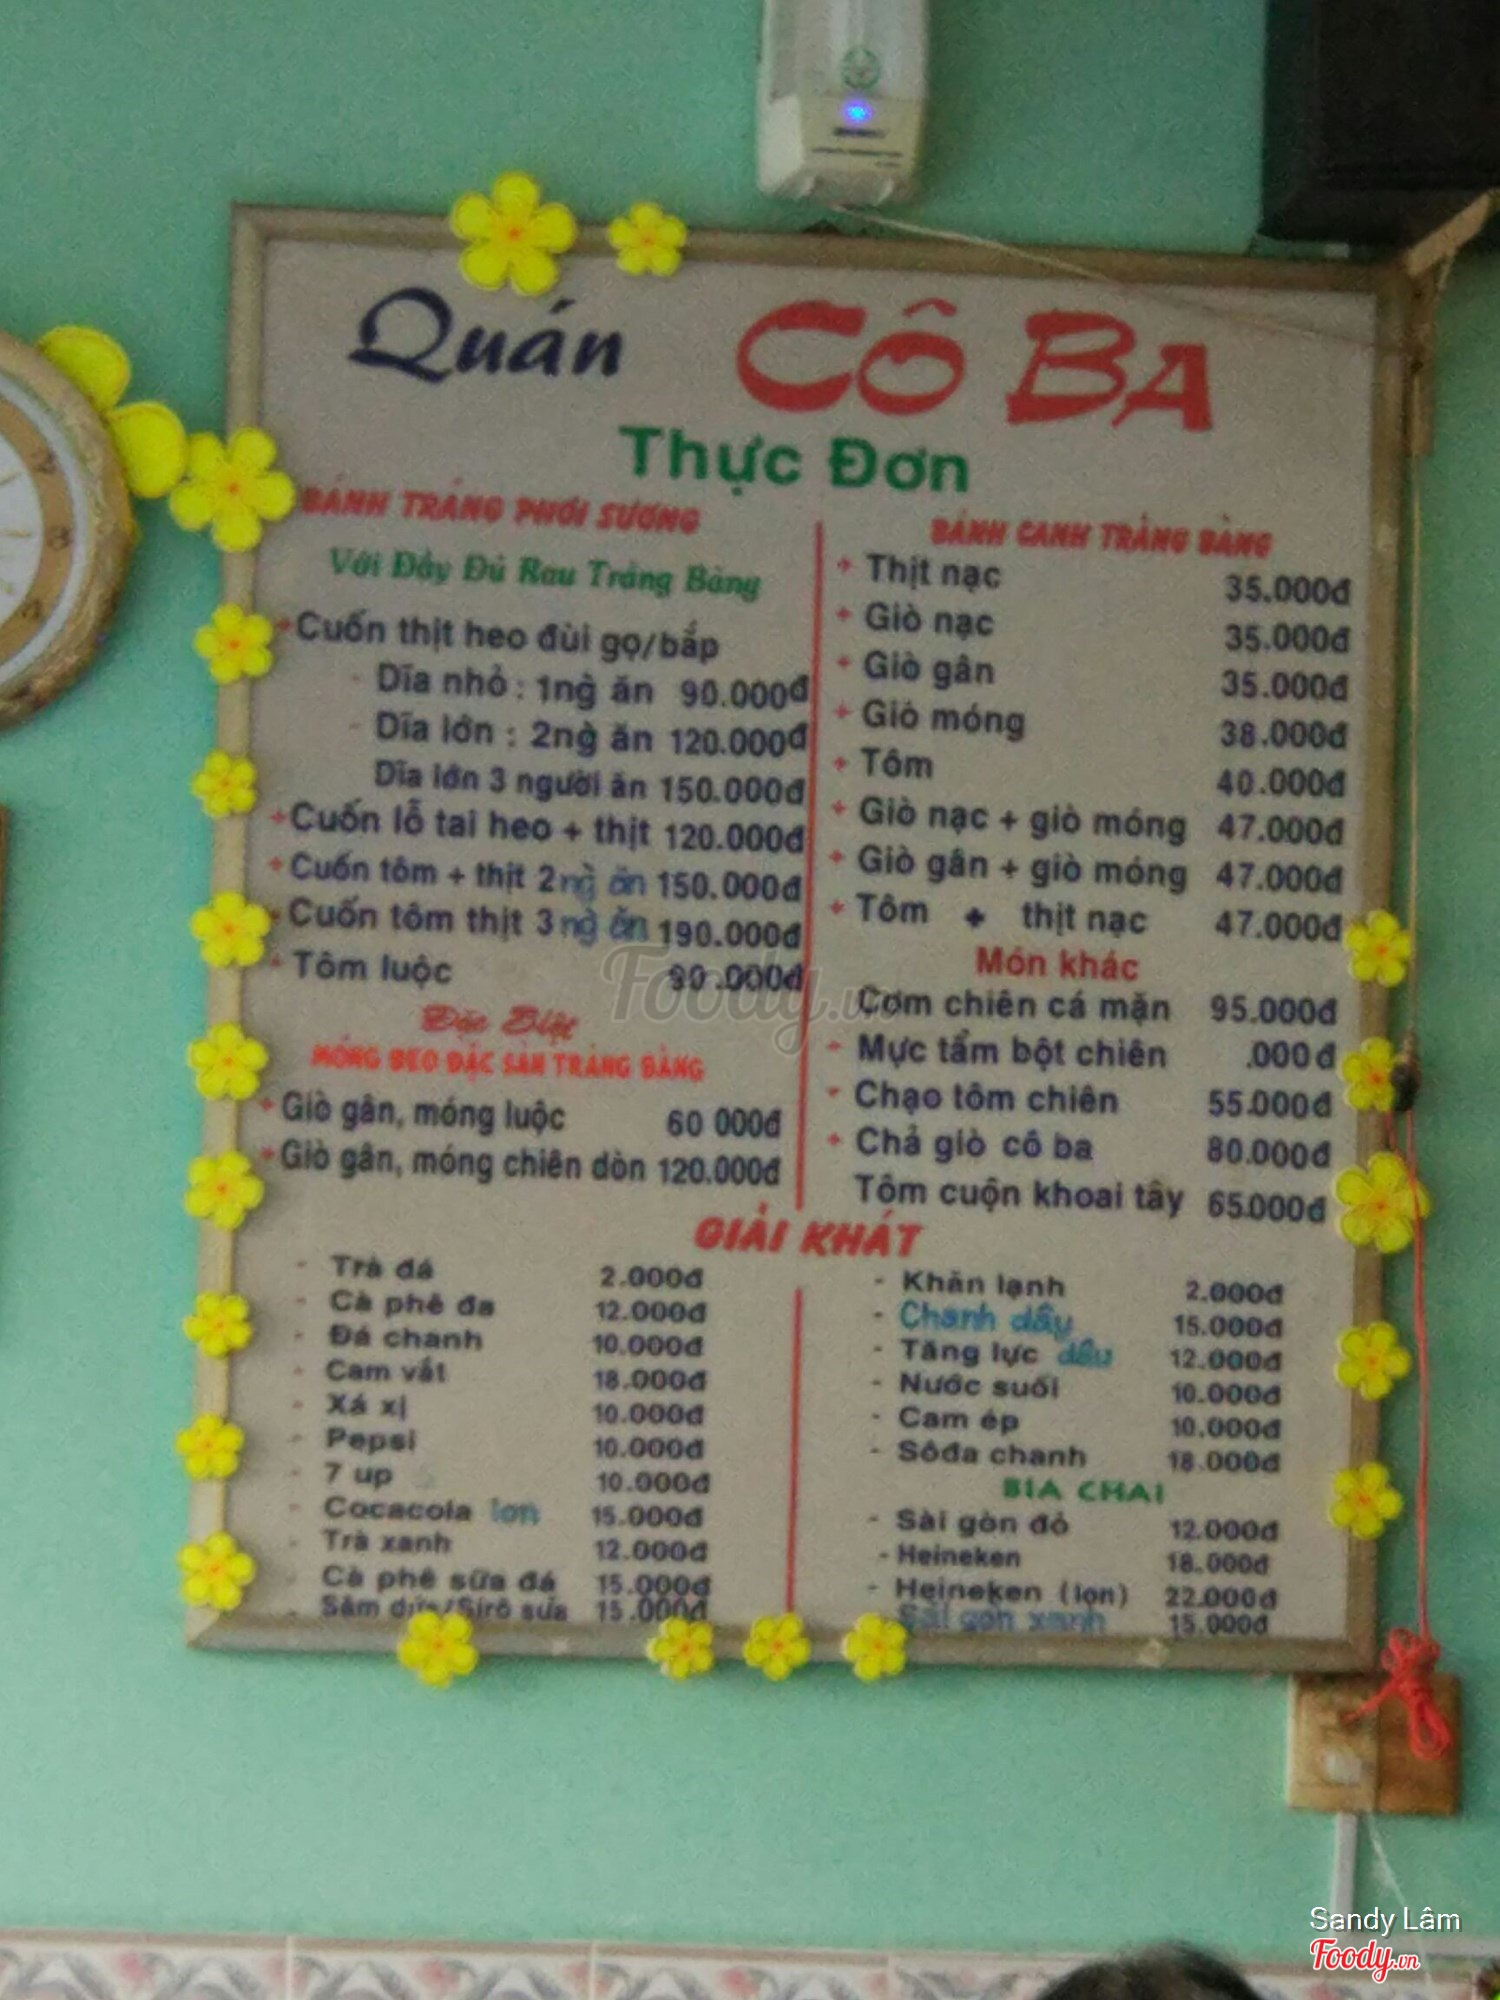 Quán CÔ BA
Thực Đơn
BÁNH TRÁNG PHƠI SƯƠNG
Với Đầy Đủ Rau Trảng Bàng
+ Cuốn thịt heo đùi gọ/bắp
- Dĩa nhỏ : 1ng̀ ăn 90.000đ
- Dĩa lớn : 2ng̀ ăn 120.000đ
Dĩa lớn 3 người ăn 150.000đ
+ Cuốn lỗ tai heo + thịt 120.000đ
+ Cuốn tôm + thịt 2ng̀ ăn 150.000đ
+ Cuốn tôm thịt 3ng̀ ăn 190.000đ
+ Tôm luộc 90.000đ
Đặc Biệt
MÓNG BEO ĐẶC SẢN TRẢNG BÀNG
+ Giò gân, móng luộc 60 000đ
+ Giò gân, móng chiên dòn 120.000đ
BÁNH CANH TRẢNG BÀNG
+ Thịt nạc 35.000đ
+ Giò nạc 35.000đ
+ Giò gân 35.000đ
+ Giò móng 38.000đ
+ Tôm 40.000đ
+ Giò nạc + giò móng 47.000đ
+ Giò gân + giò móng 47.000đ
+ Tôm + thịt nạc 47.000đ
Món khác
Cơm chiên cá mặn 95.000đ
- Mực tẩm bột chiên .000đ
- Chạo tôm chiên 55.000đ
+ Chả giò cô ba 80.000đ
Tôm cuộn khoai tây 65.000đ
GIẢI KHÁT
- Trà đá 2.000đ
- Cà phê đa 12.000đ
- Đá chanh 10.000đ
- Cam vắt 18.000đ
- Xá xị 10.000đ
- Pepsi 10.000đ
- 7 up 10.000đ
- Cocacola lon 15.000đ
- Trà xanh 12.000đ
- Cà phê sữa đá 15.000đ
- Sâm dứa/Sirô sữa 15.000đ
- Khăn lạnh 2.000đ
- Chanh dây 15.000đ
- Tăng lực dâu 12.000đ
- Nước suối 10.000đ
- Cam ép 10.000đ
- Sôđa chanh 18.000đ
BIA CHAI
- Sài gòn đỏ 12.000đ
- Heineken 18.000đ
- Heineken (lon) 22.000đ
Sài gòn xanh 15.000đ
Foody.vn
Sandy Lâm
Foody.vn